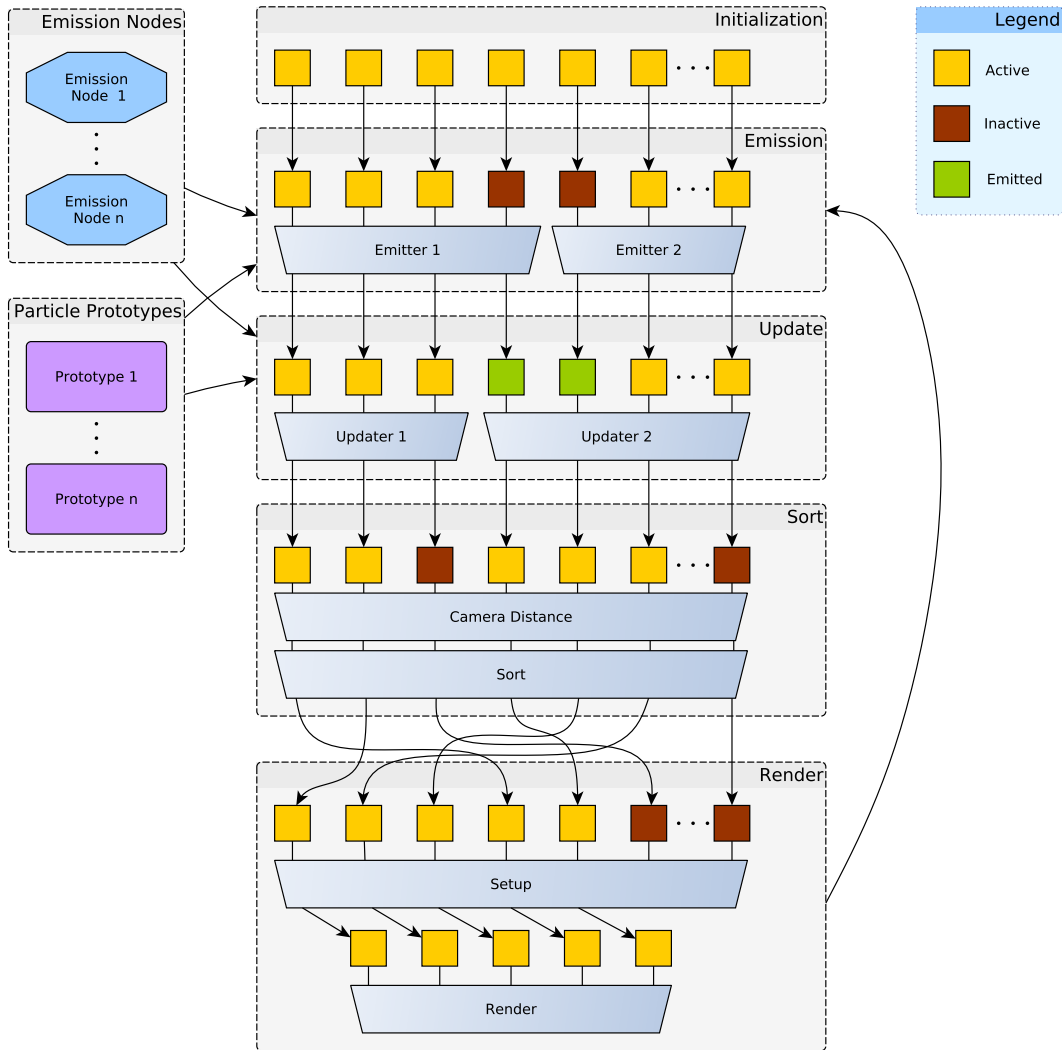 Emission Nodes
Emission
Node 1
Emission
Node n
Particle Prototypes
Prototype 1
Prototype n
Initialization
Emission
Emitter 1
Emitter 2
Update
Updater 1
Updater 2
Sort
Camera Distance
Sort
Render
Setup
Render
Legend
Active
Inactive
Emitted